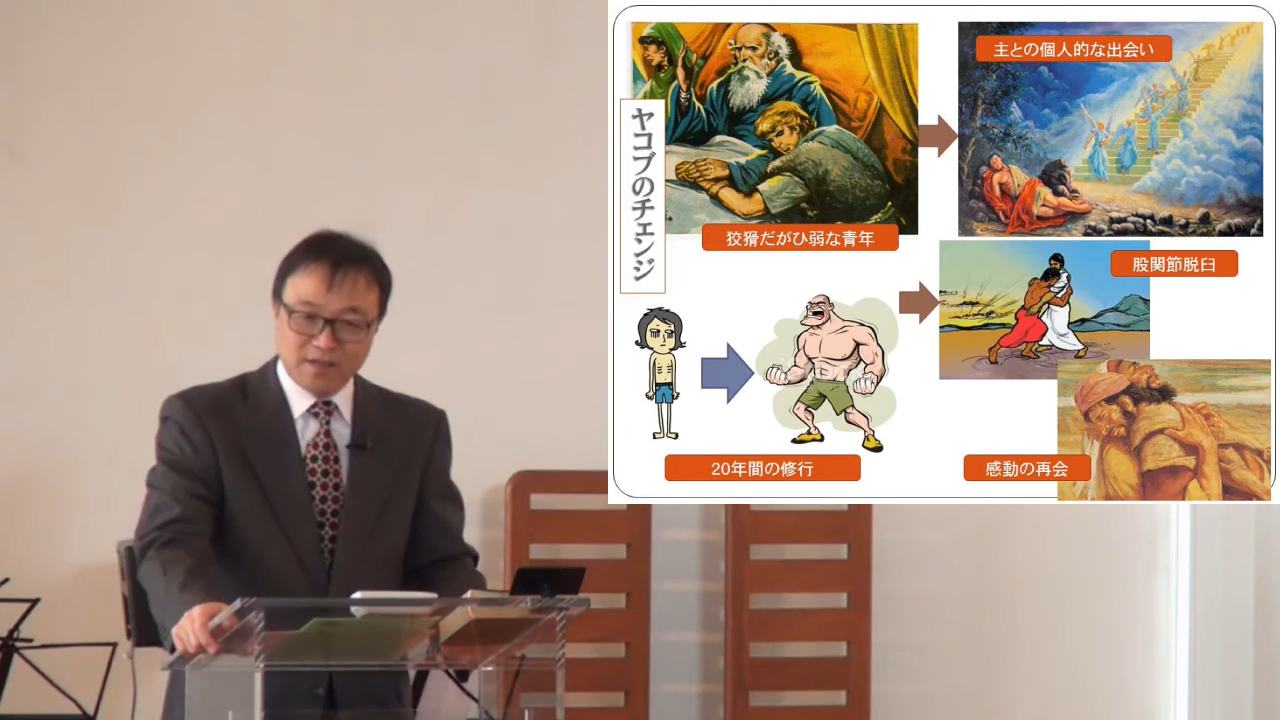 ヤコブのチェンジ
狡猾だがひ弱な青年
主との個人的な出会い
20年間の修行
股関節脱臼
感動の再会